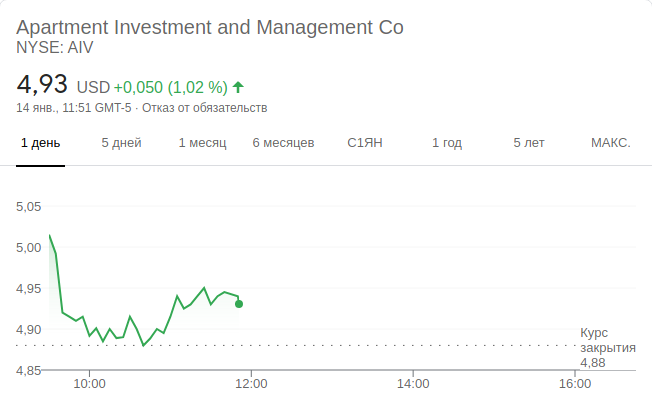 Apartment Investment and Management Co
NYSE: AIV
4,93 USD +0,050 (1,02 %)
14 янв., 11:51 GMT-5 · Отказ от обязательств
1 день 5 дней 1 месяц 6 месяцев С1ЯН 1 год 5 лет МАКС.
5,05
5,00
4,95
4,90
Курс
закрытия
4,88
4,85
10:00 12:00 14:00 16:00